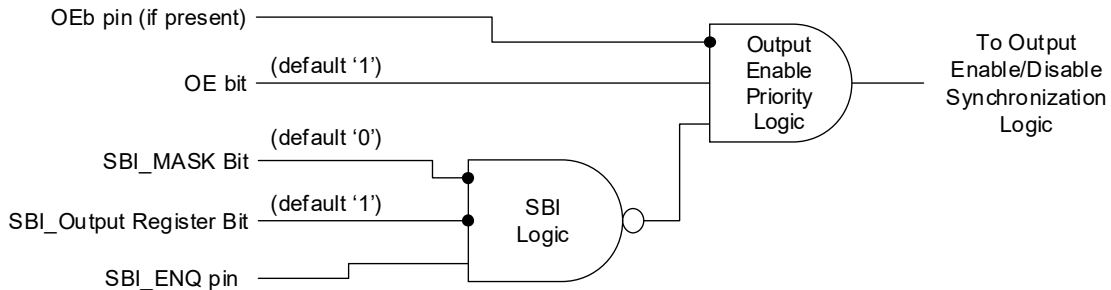 OEb pin (if present)
OE bit
(default ‘1’)
SBI_MASK Bit
(default ‘0’)
SBI_Output Register Bit
(default ‘1’)
SBI_ENQ pin
SBI
Logic
Output
Enable
Priority
Logic
To Output
Enable/Disable
Synchronization
Logic